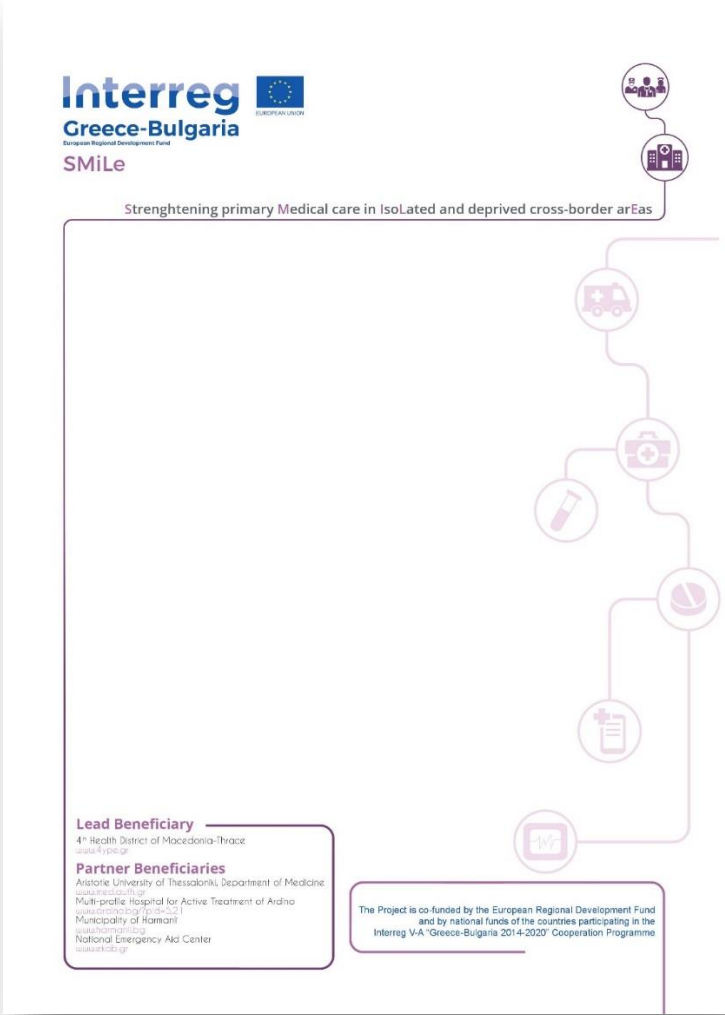 Interreg
EUROPEAN UNION
Greece-Bulgaria
European Regional Development Fund
SMiLe
Strenghtening primary Medical care in IsoLated and deprived cross-border arEas
Lead Beneficiary
4th Health District of Macedonia-Thrace
www.4ype.gr
Partner Beneficiaries
Aristotle University of Thessaloniki, Department of Medicine
www.med.auth.gr
Multi-profile Hospital for Active Treatment of Ardino
Municipality of Harmanli
www.harmanli.bg
National Emergency Aid Center
www.ekab.gr
The Project is co-funded by the European Regional Development Fund
and by national funds of the countries participating in the
Interreg V-A "Greece-Bulgaria 2014-2020" Cooperation Programme